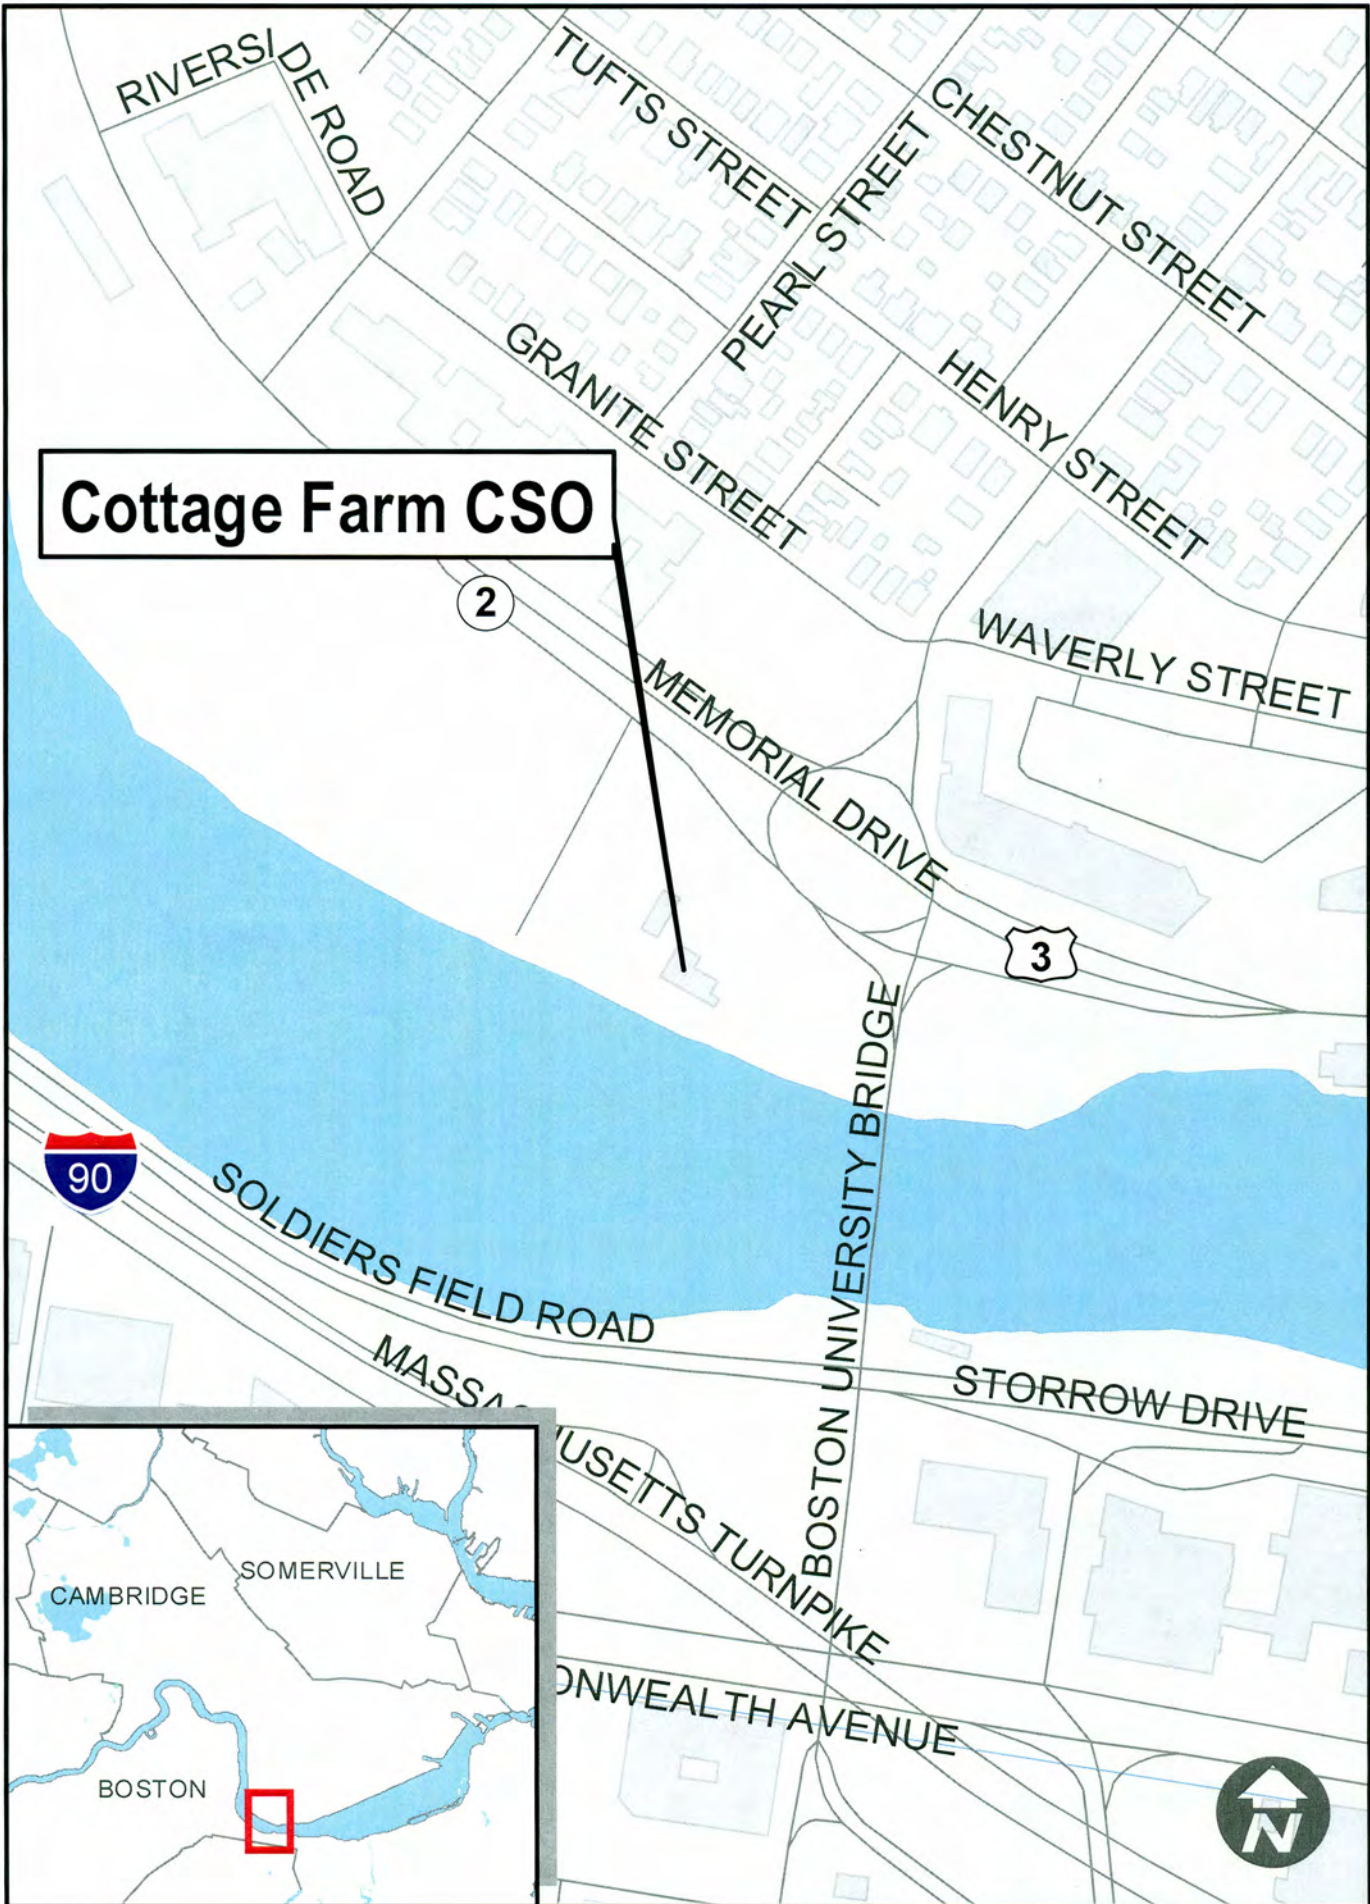 RIVERSIDE ROAD
TUFTS STREET
CHESTNUT STREET
PEARL STREET
GRANITE STREET
HENRY STREET
Cottage Farm CSO
2
WAVERLY STREET
MEMORIAL DRIVE
3
BOSTON UNIVERSITY BRIDGE
90
SOLDIERS FIELD ROAD
STORROW DRIVE
MASSA
USETTS TURNPIKE
ONWEALTH AVENUE
SOMERVILLE
CAMBRIDGE
BOSTON
N